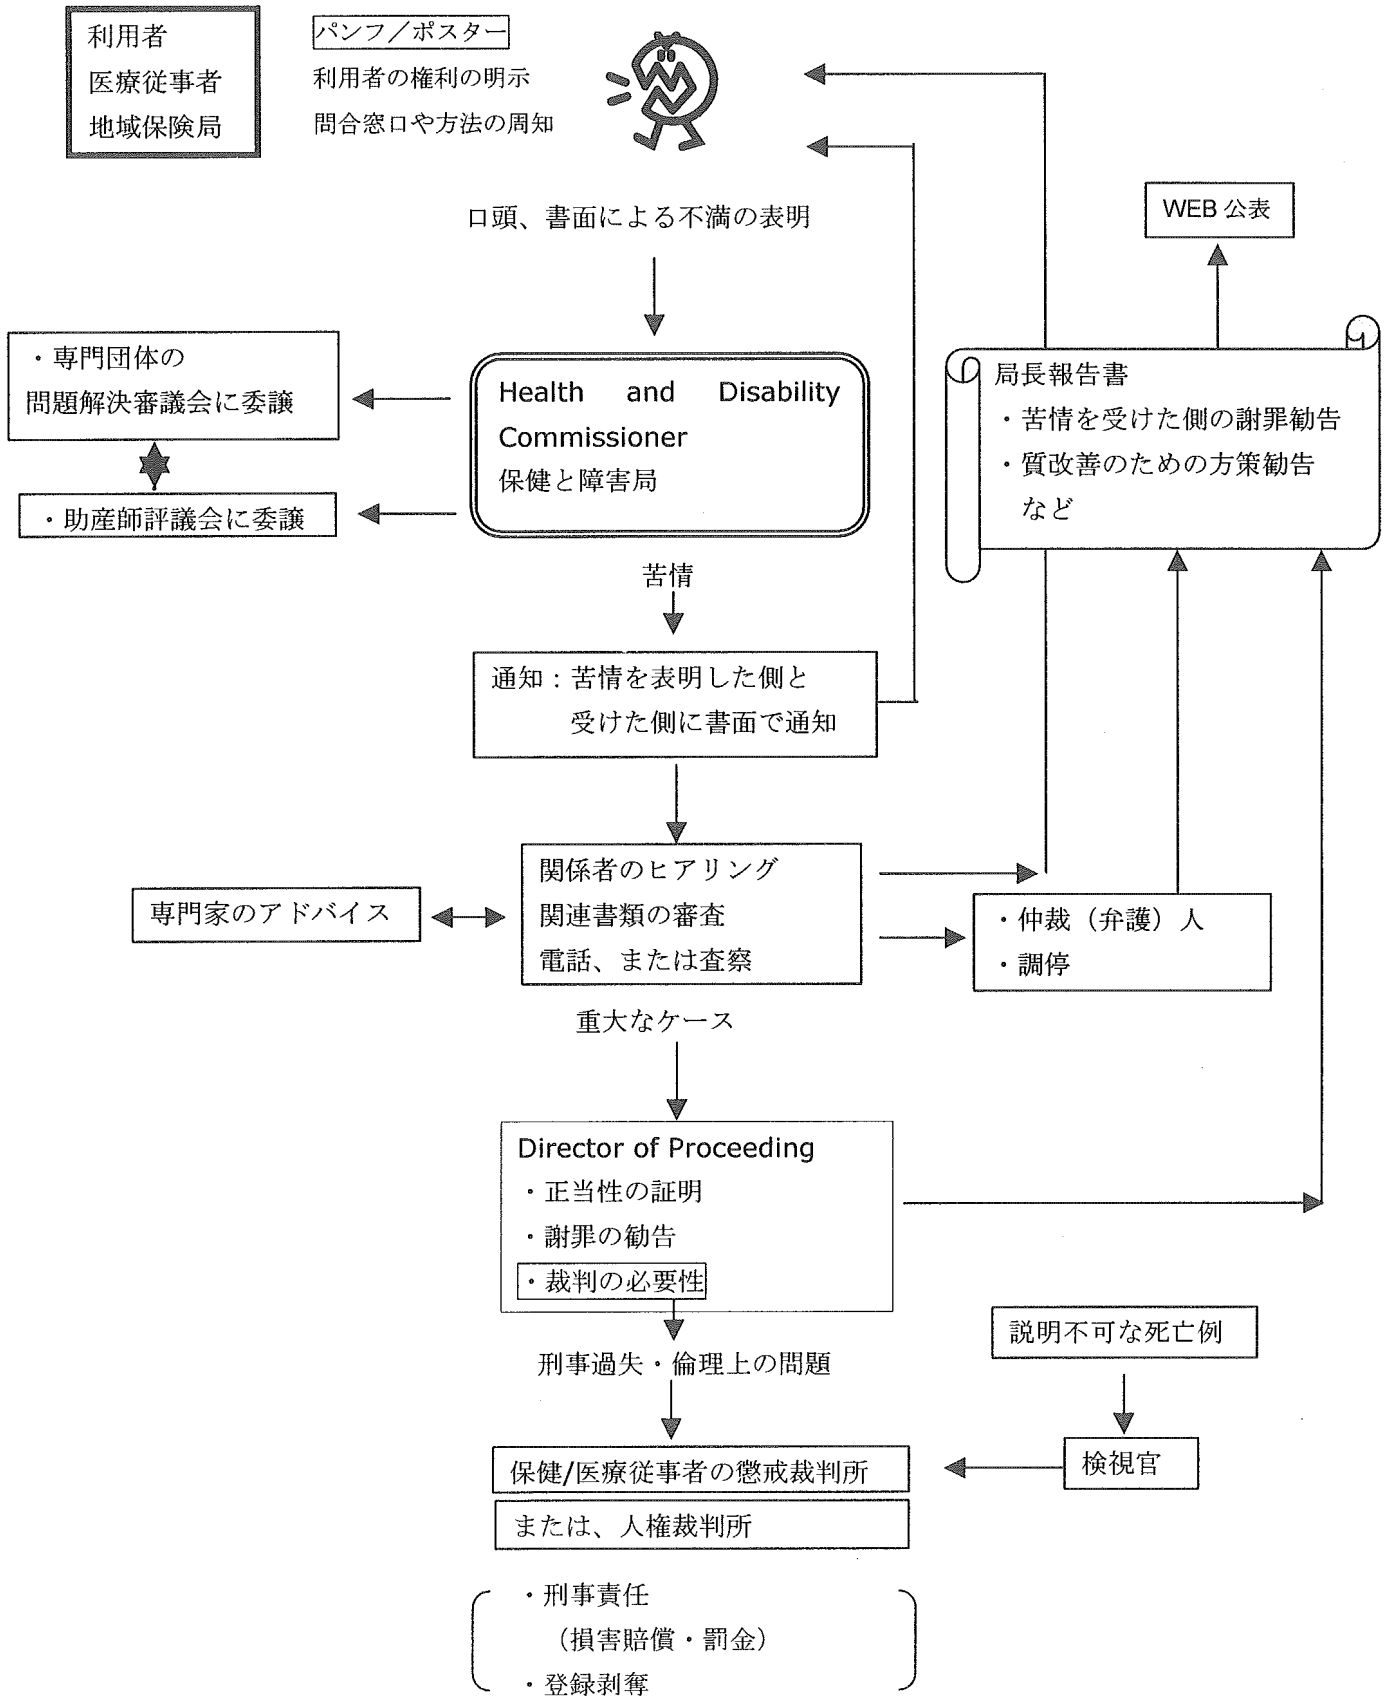 利用者
医療従事者
地域保険局
パンフ／ポスター
利用者の権利の明示
問合窓口や方法の周知
口頭、書面による不満の表明
WEB 公表
・専門団体の
問題解決審議会に委譲
・助産師評議会に委譲
Health and Disability
Commissioner
保健と障害局
局長報告書
・苦情を受けた側の謝罪勧告
・質改善のための方策勧告
など
苦情
通知：苦情を表明した側と
受けた側に書面で通知
専門家のアドバイス
関係者のヒアリング
関連書類の審査
電話、または査察
・仲裁（弁護）人
・調停
重大なケース
Director of Proceeding
・正当性の証明
・謝罪の勧告
・裁判の必要性
説明不可な死亡例
刑事過失・倫理上の問題
検視官
保健/医療従事者の懲戒裁判所
または、人権裁判所
・刑事責任
（損害賠償・罰金）
・登録剥奪